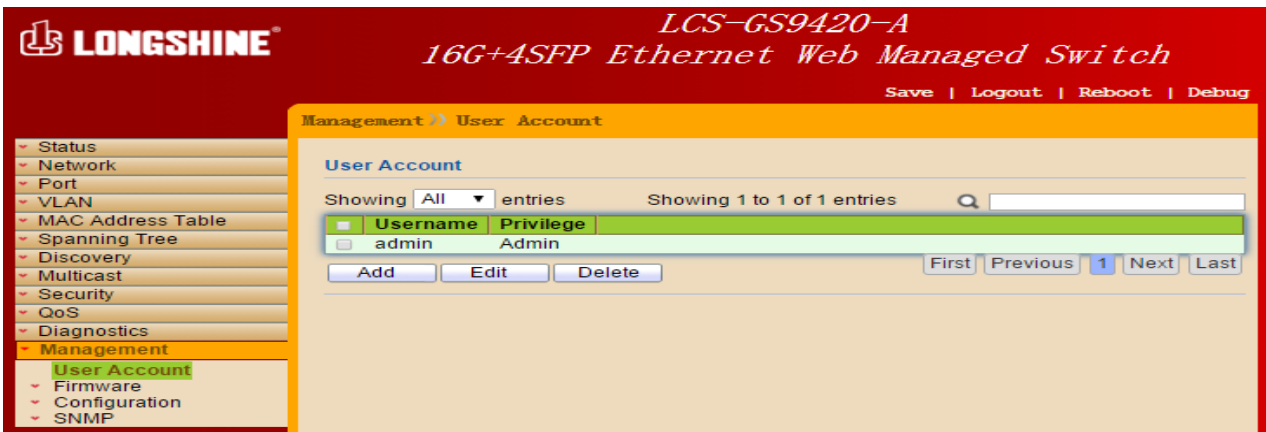 LONGSHINE®
LCS-GS9420-A
16G+4SFP Ethernet Web Managed Switch
Save | Logout | Reboot | Debug
Management » User Account
Status
Network
Port
VLAN
MAC Address Table
Spanning Tree
Discovery
Multicast
Security
QoS
Diagnostics
Management
User Account
Firmware
Configuration
SNMP
User Account
Showing All entries Showing 1 to 1 of 1 entries
Username Privilege
admin Admin
Add Edit Delete First Previous 1 Next Last